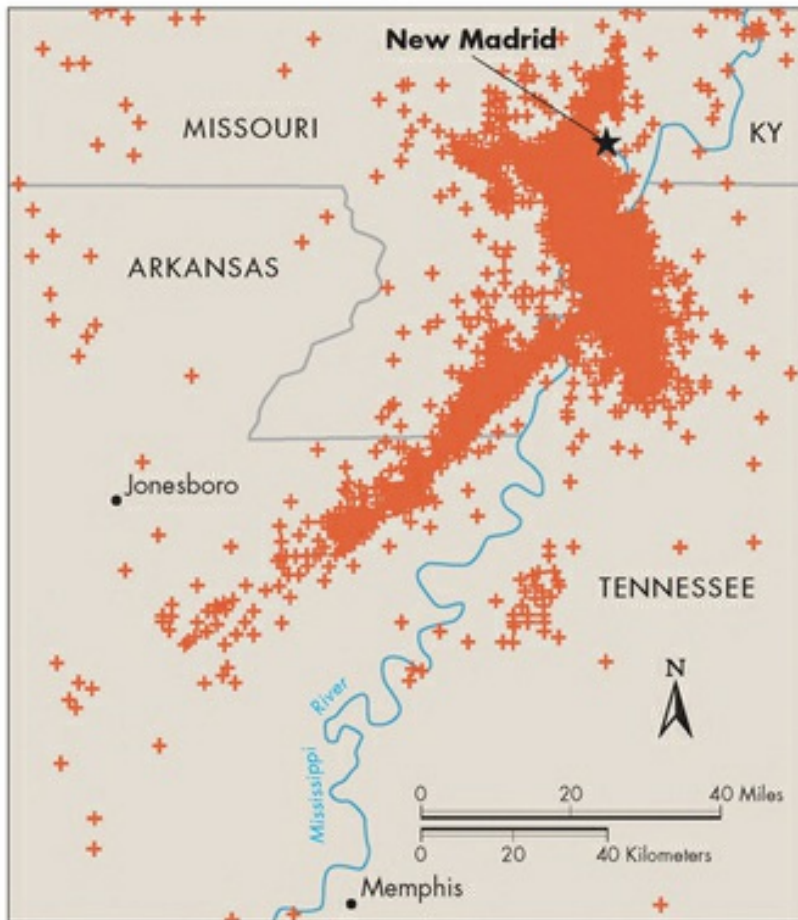 New Madrid
MISSOURI
KY
ARKANSAS
Jonesboro
TENNESSEE
N
River
Mississippi
0 20 40 Miles
0 20 40 Kilometers
Memphis